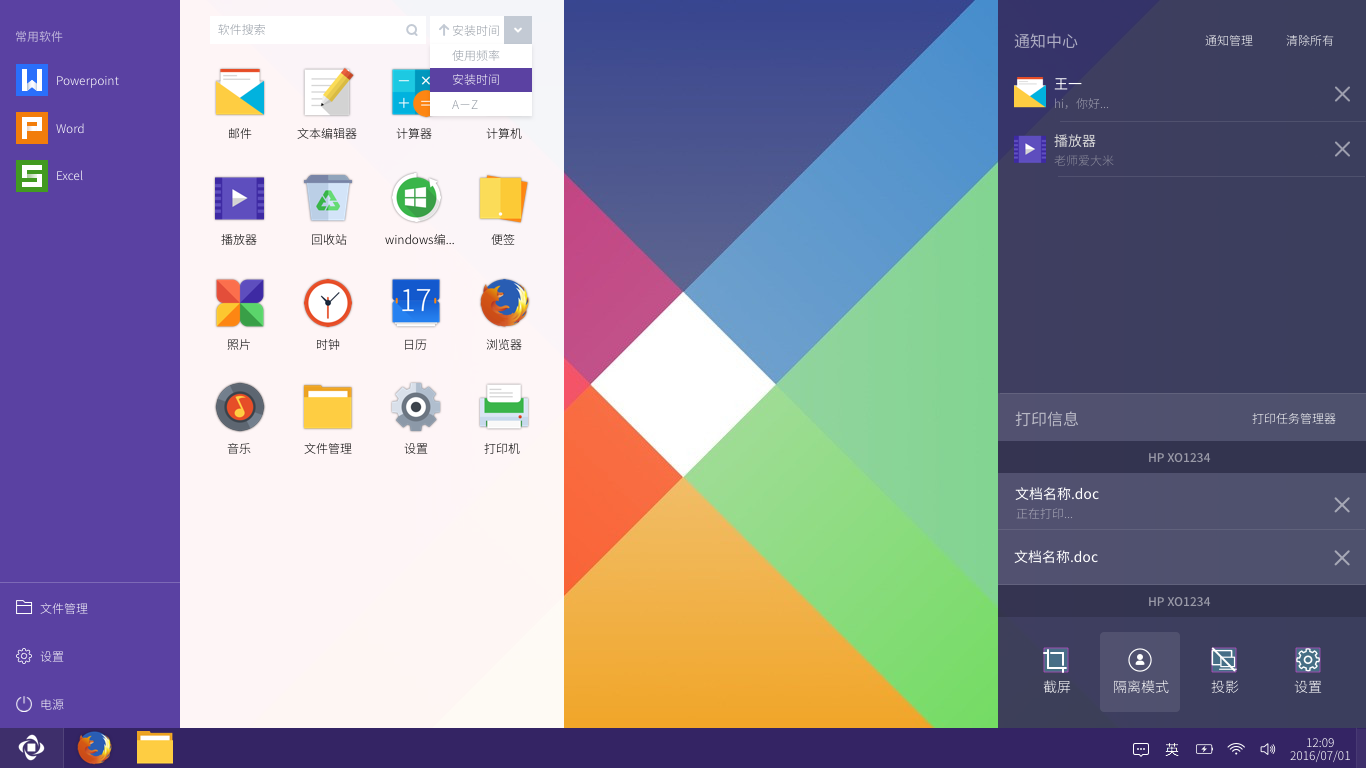 常用软件
Powerpoint
Word
Excel
文件管理
设置
电源
软件搜索
安装时间
使用频率
安装时间
A—Z
邮件
文本编辑器
计算器
计算机
播放器
回收站
windows编...
便签
照片
时钟
17
日历
浏览器
音乐
文件管理
设置
打印机
通知中心
通知管理
清除所有
王一
hi，你好...
播放器
老师爱大米
打印信息
打印任务管理器
HP XO1234
文档名称.doc
正在打印...
文档名称.doc
HP XO1234
截屏
隔离模式
投影
设置
英
12:09
2016/07/01